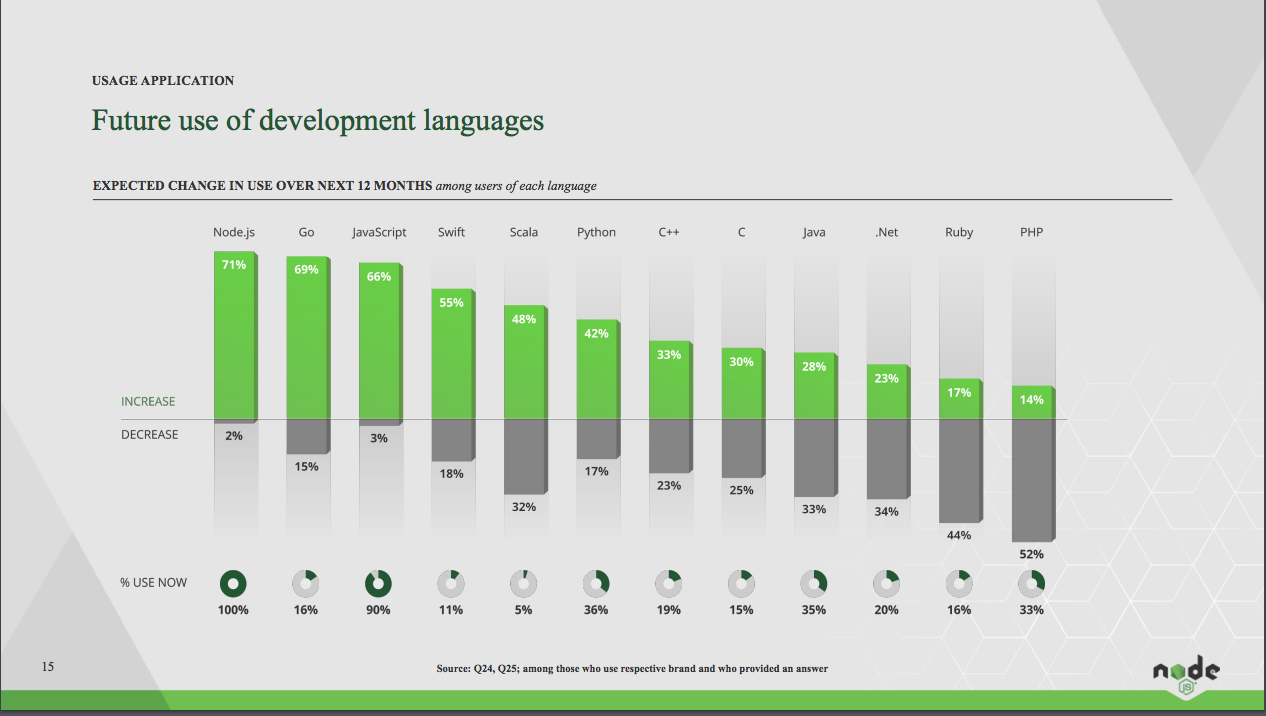 USAGE APPLICATION
Future use of development languages
EXPECTED CHANGE IN USE OVER NEXT 12 MONTHS among users of each language
Node.js Go JavaScript Swift Scala Python C++ C Java .Net Ruby PHP
71% 69% 66% 55% 48% 42% 33% 30% 28% 23% 17% 14%
INCREASE
DECREASE
2% 15% 3% 18% 32% 17% 23% 25% 33% 34% 44% 52%
% USE NOW
100% 16% 90% 11% 5% 36% 19% 15% 35% 20% 16% 33%
15
Source: Q24, Q25; among those who use respective brand and who provided an answer
node
JS+